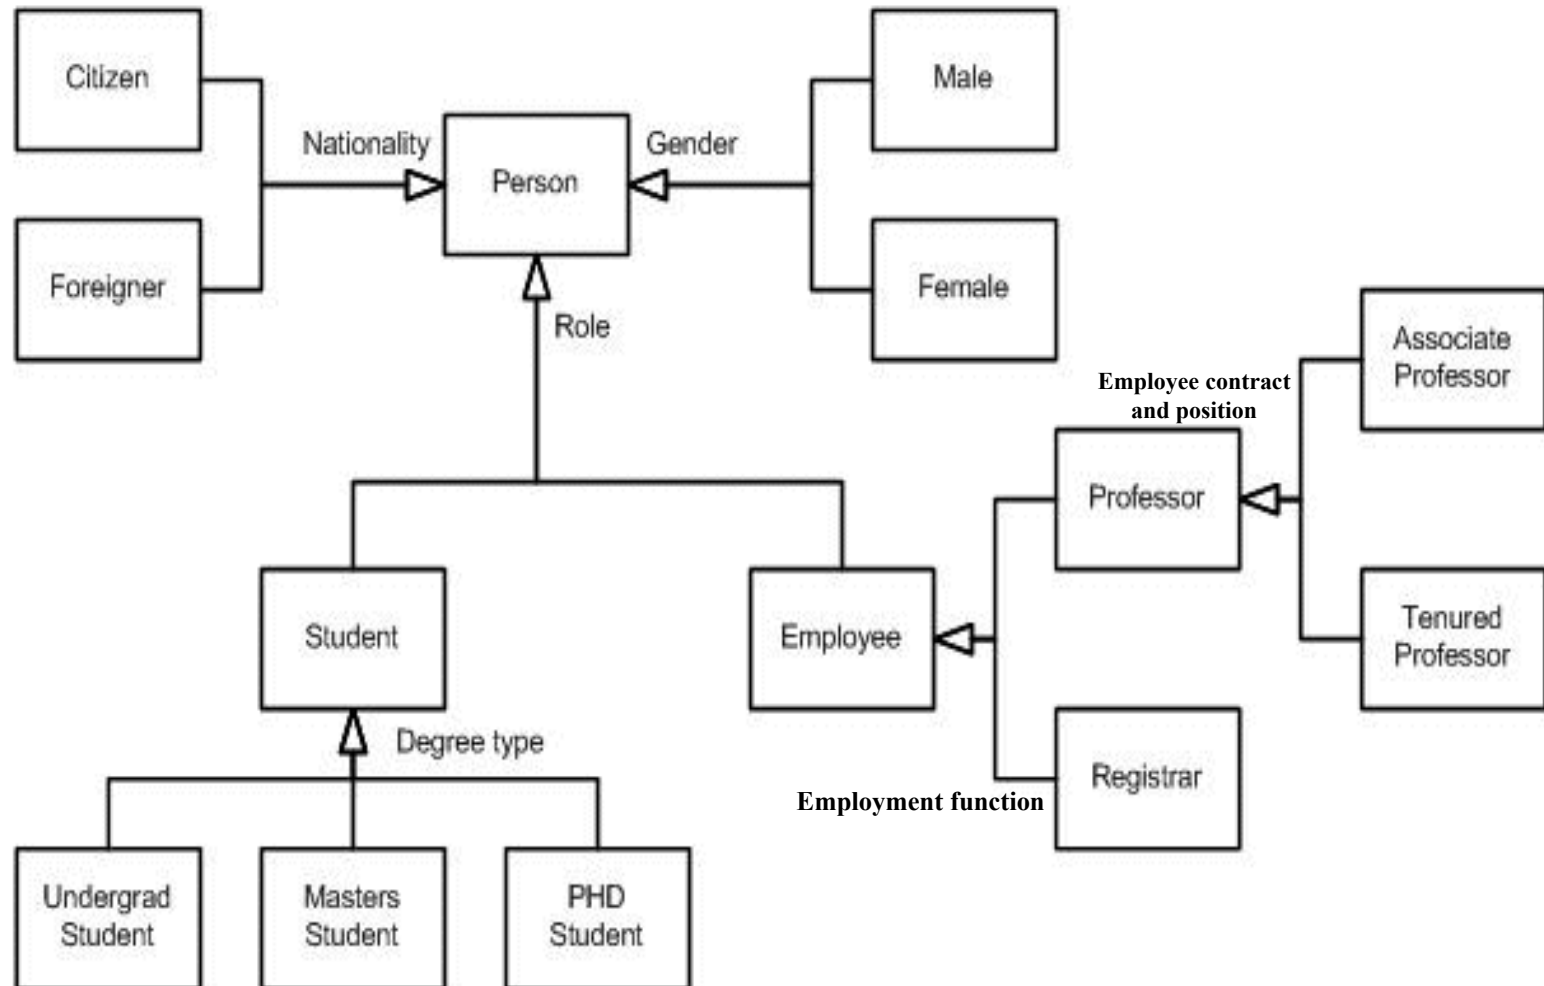 Citizen
Male
Nationality
Person
Gender
Foreigner
Female
Role
Associate
Professor
Employee contract
and position
Professor
Student
Employee
Tenured
Professor
Degree type
Registrar
Employment function
Undergrad
Student
Masters
Student
PHD
Student